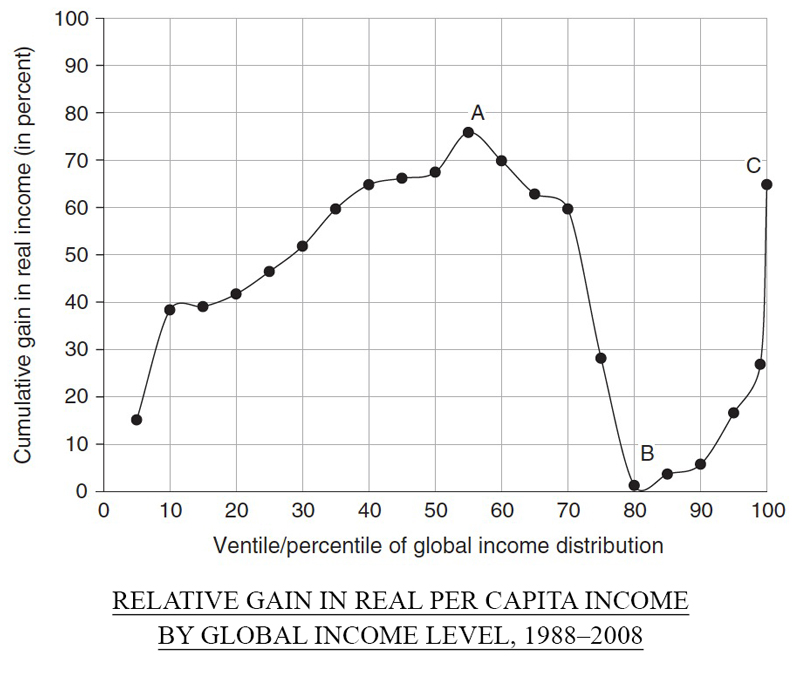 Cumulative gain in real income (in percent)
100
90
80
70
60
50
40
30
20
10
0
A
B
C
0 10 20 30 40 50 60 70 80 90 100
Ventile/percentile of global income distribution
RELATIVE GAIN IN REAL PER CAPITA INCOME
BY GLOBAL INCOME LEVEL, 1988–2008